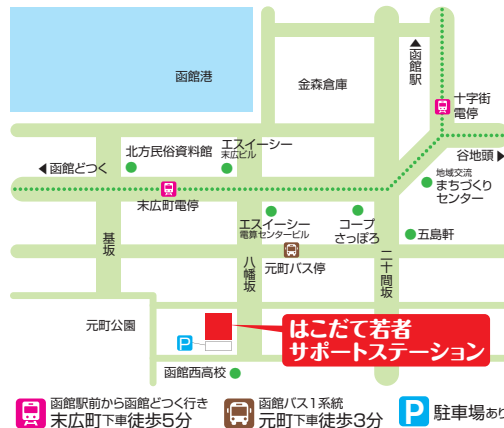 函館港
金森倉庫
▲函館駅
十字街
電停
谷地頭▶
北方民俗資料館
エスイーシー
末広ビル
◀函館どつく
末広町電停
地域交流
まちづくり
センター
エスイーシー
電算センタービル
コープ
さっぽろ
五島軒
基坂
八幡坂
元町バス停
二十間坂
元町公園
P
はこだて若者
サポートステーション
函館西高校
函館駅前から函館どつく行き
末広町下車徒歩5分
函館バス1系統
元町下車徒歩3分
P 駐車場あり